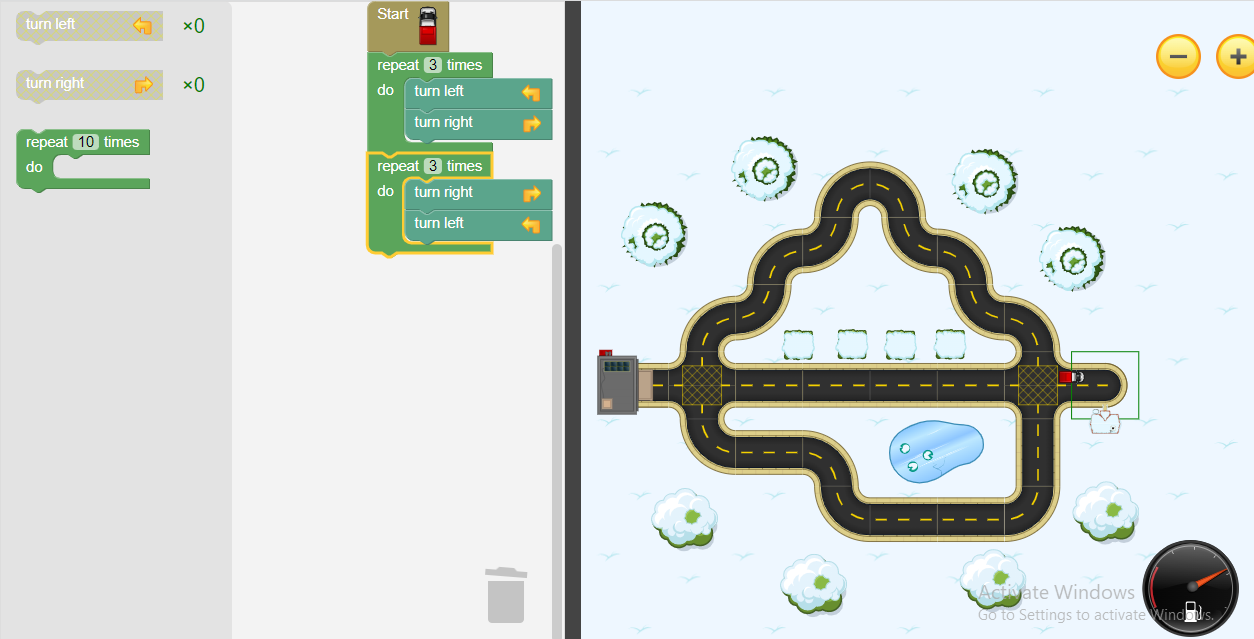 turn left ×0
turn right ×0
repeat 10 times
do
Start
repeat 3 times
do turn left
turn right
repeat 3 times
do turn right
turn left
Activate Windows
Go to Settings to activate Windows.